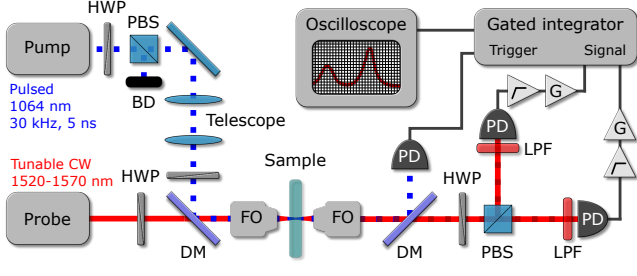 HWP
PBS
Pump
BD
Pulsed
1064 nm
30 kHz, 5 ns
Telescope
Oscilloscope
Gated integrator
Trigger Signal
G
G
PD
LPF
PD
Tunable CW
1520-1570 nm
HWP
Sample
HWP
Probe
FO
FO
PD
DM
DM
PBS
LPF